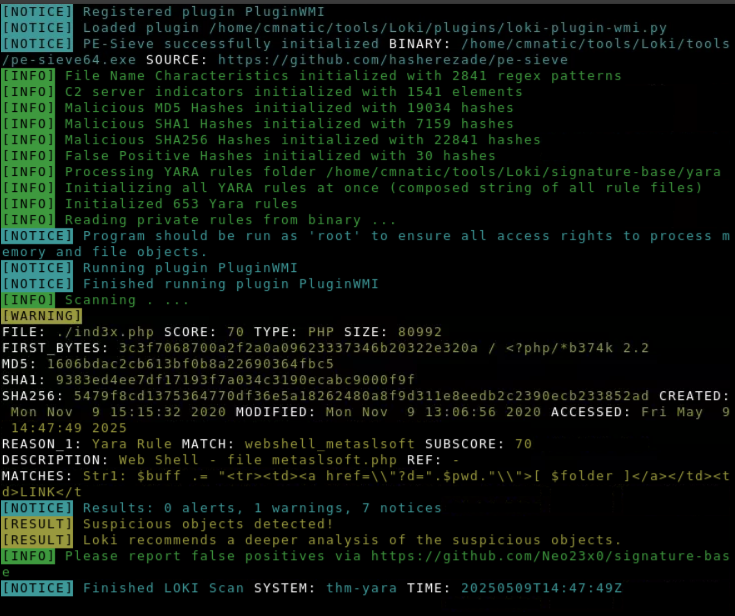 [NOTICE] Registered plugin PluginWMI
[NOTICE] Loaded plugin /home/cmnatic/tools/Loki/plugins/loki-plugin-wmi.py
[NOTICE] PE-Sieve successfully initialized BINARY: /home/cmnatic/tools/Loki/tools
/pe-sieve64.exe SOURCE: https://github.com/hasherezade/pe-sieve
[INFO] File Name Characteristics initialized with 2841 regex patterns
[INFO] C2 server indicators initialized with 1541 elements
[INFO] Malicious MD5 Hashes initialized with 19034 hashes
[INFO] Malicious SHA1 Hashes initialized with 7159 hashes
[INFO] Malicious SHA256 Hashes initialized with 22841 hashes
[INFO] False Positive Hashes initialized with 30 hashes
[INFO] Processing YARA rules folder /home/cmnatic/tools/Loki/signature-base/yara
[INFO] Initializing all YARA rules at once (composed string of all rule files)
[INFO] Initialized 653 Yara rules
[INFO] Reading private rules from binary ...
[NOTICE] Program should be run as 'root' to ensure all access rights to process m
emory and file objects.
[NOTICE] Running plugin PluginWMI
[NOTICE] Finished running plugin PluginWMI
[INFO] Scanning . ...
[WARNING]
FILE: ./ind3x.php SCORE: 70 TYPE: PHP SIZE: 80992
FIRST_BYTES: 3c3f7068700a2f2a0a09623337346b20322e320a / <?php/*b374k 2.2
MD5: 1606bdac2cb613bf0b8a22690364fbc5
SHA1: 9383ed4ee7df17193f7a034c3190ecabc9000f9f
SHA256: 5479f8cd1375364770df36e5a18262480a8f9d311e8eedb2c2390ecb233852ad CREATED:
 Mon Nov  9 15:15:32 2020 MODIFIED: Mon Nov  9 13:06:56 2020 ACCESSED: Fri May  9
 14:47:49 2025
REASON_1: Yara Rule MATCH: webshell_metaslsoft SUBSCORE: 70
DESCRIPTION: Web Shell - file metaslsoft.php REF: -
MATCHES: Str1: $buff .= "<tr><td><a href=\\"?d=".$pwd."\\">[ $folder ]</a></td><t
d>LINK</t
[NOTICE] Results: 0 alerts, 1 warnings, 7 notices
[RESULT] Suspicious objects detected!
[RESULT] Loki recommends a deeper analysis of the suspicious objects.
[INFO] Please report false positives via https://github.com/Neo23x0/signature-bas
e
[NOTICE] Finished LOKI Scan SYSTEM: thm-yara TIME: 20250509T14:47:49Z